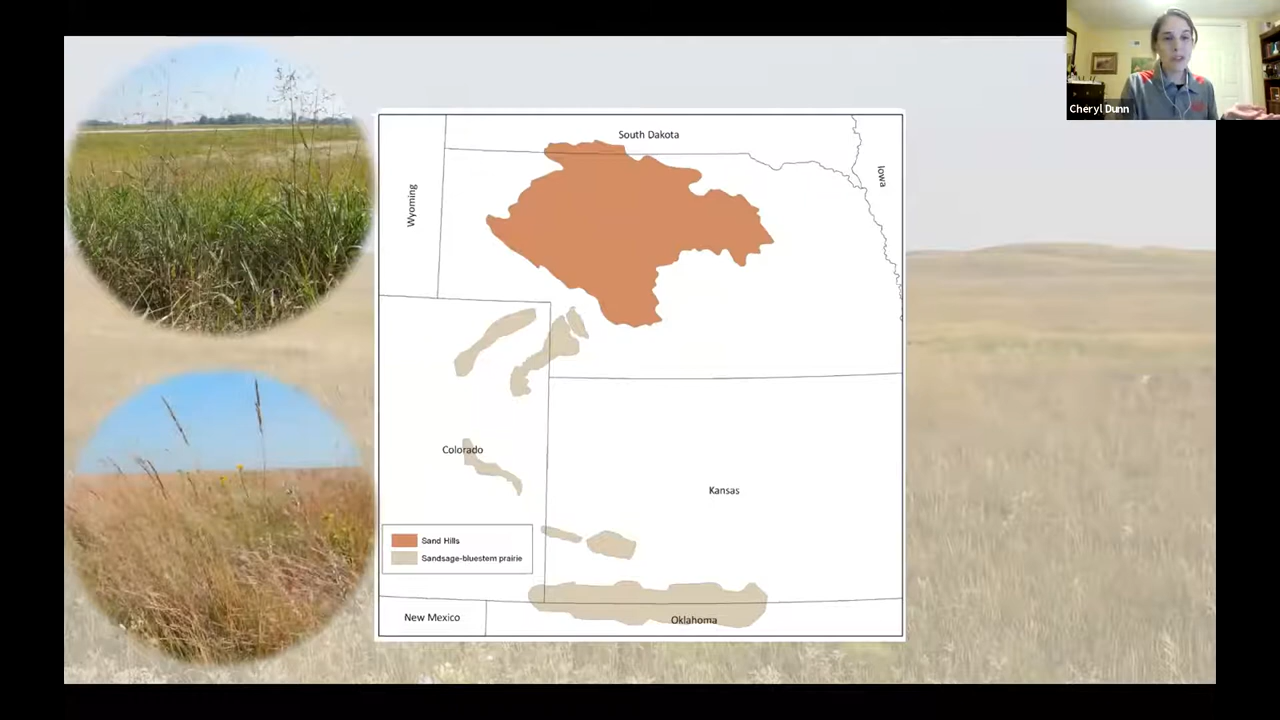 Cheryl Dunn
South Dakota
Wyoming
Iowa
Colorado
Kansas
Sand Hills
Sandsage-bluestem prairie
New Mexico
Oklahoma